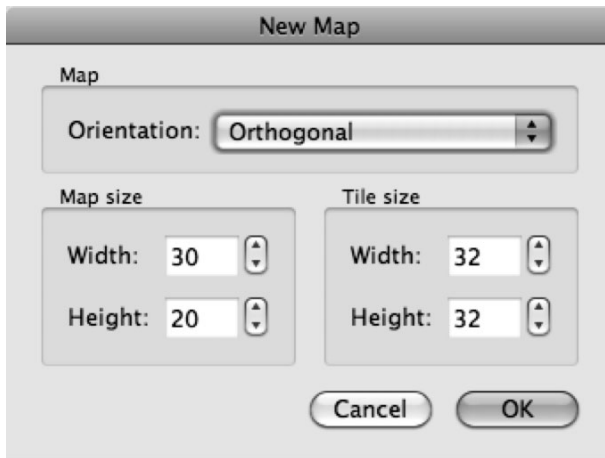 New Map
Map
Orientation: Orthogonal
Map size
Width: 30
Height: 20
Tile size
Width: 32
Height: 32
Cancel
OK